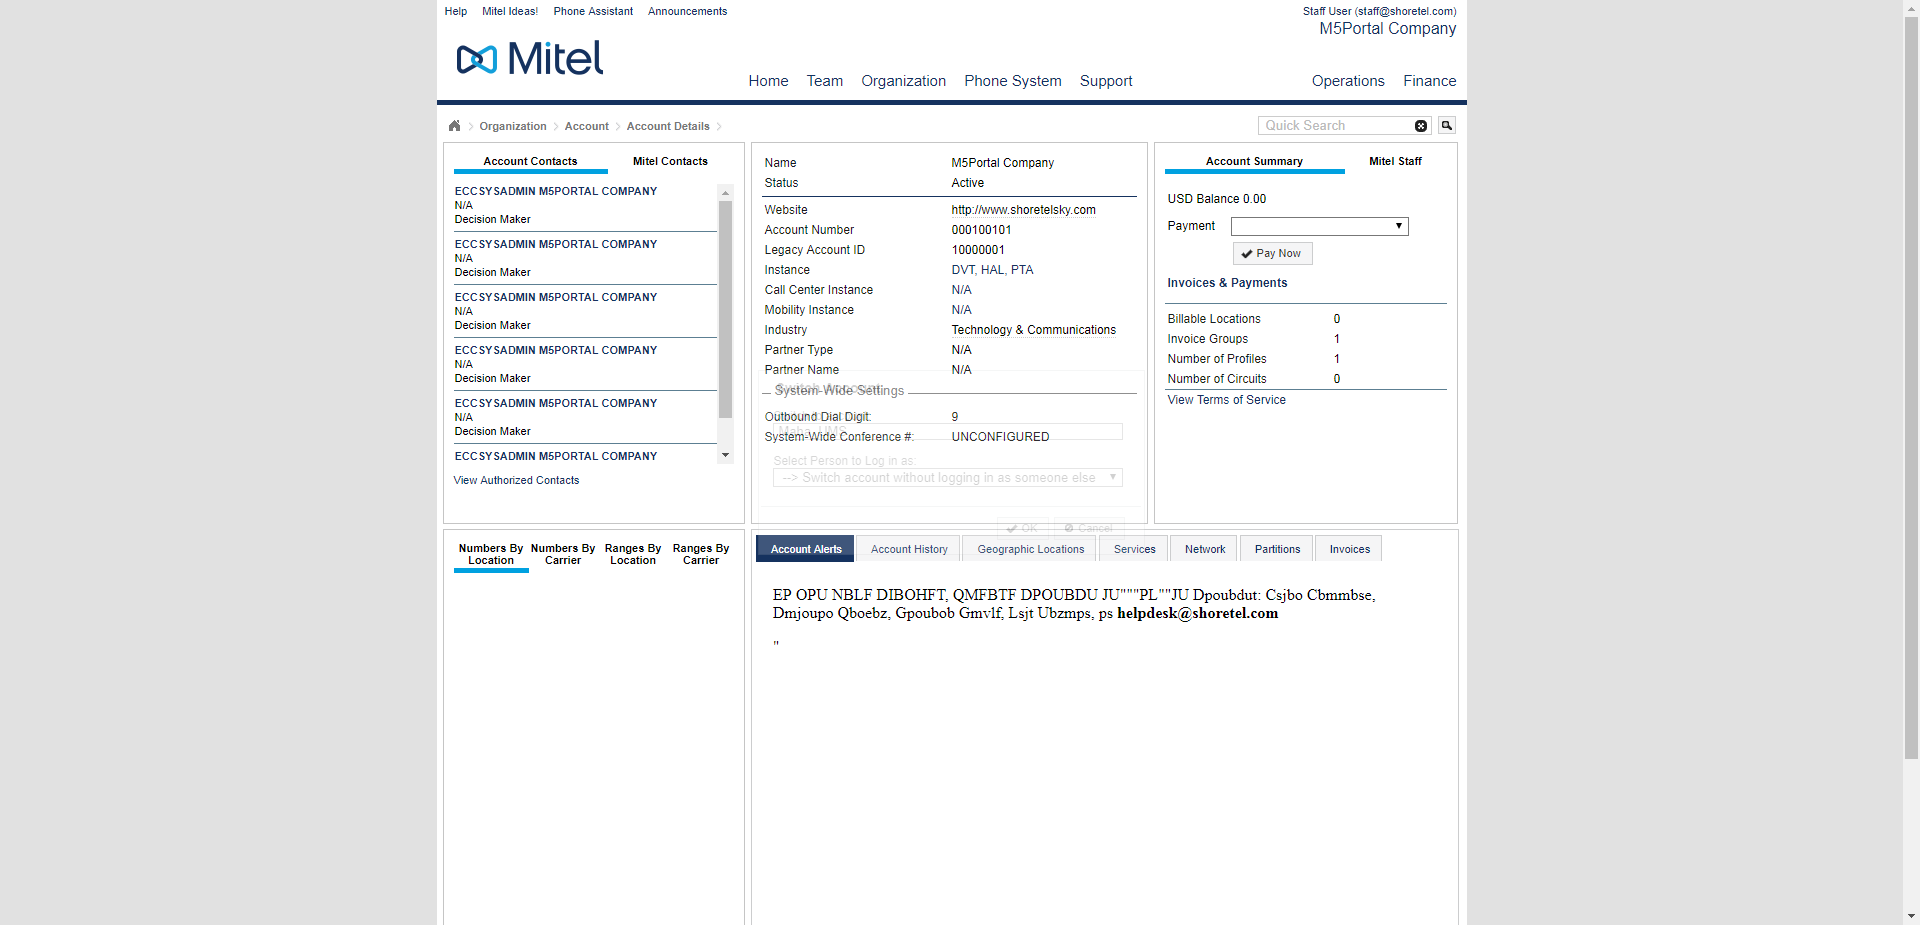 Help Mitel Ideas! Phone Assistant Announcements
Staff User (staff@shoretel.com)
M5Portal Company
Mitel
Home Team Organization Phone System Support Operations Finance
Organization Account Account Details
Quick Search
Account Contacts Mitel Contacts
ECCSYSADMIN M5PORTAL COMPANY
N/A
Decision Maker
ECCSYSADMIN M5PORTAL COMPANY
N/A
Decision Maker
ECCSYSADMIN M5PORTAL COMPANY
N/A
Decision Maker
ECCSYSADMIN M5PORTAL COMPANY
N/A
Decision Maker
ECCSYSADMIN M5PORTAL COMPANY
N/A
Decision Maker
ECCSYSADMIN M5PORTAL COMPANY
View Authorized Contacts
Name M5Portal Company
Status Active
Website http://www.shoretelsky.com
Account Number 000100101
Legacy Account ID 10000001
Instance DVT, HAL, PTA
Call Center Instance N/A
Mobility Instance N/A
Industry Technology & Communications
Partner Type N/A
Partner Name N/A
Switch Account
System-Wide Settings
Outbound Dial Digit: 9
System-Wide Conference #: UNCONFIGURED
Select Person to Log in as:
--> Switch account without logging in as someone else
OK Cancel
Account Summary Mitel Staff
USD Balance 0.00
Payment
Pay Now
Invoices & Payments
Billable Locations 0
Invoice Groups 1
Number of Profiles 1
Number of Circuits 0
View Terms of Service
Numbers By Location Numbers By Carrier Ranges By Location Ranges By Carrier
Account Alerts Account History Geographic Locations Services Network Partitions Invoices
EP OPU NBLF DIBOHFT, QMFBTF DPOUBDU JU"""PL""JU Dpoubdut: Csjbo Cbmmbse,
Dmjoupo Qboebz, Gpoubob Gmvlf, Lsjt Ubzmps, ps helpdesk@shoretel.com
"